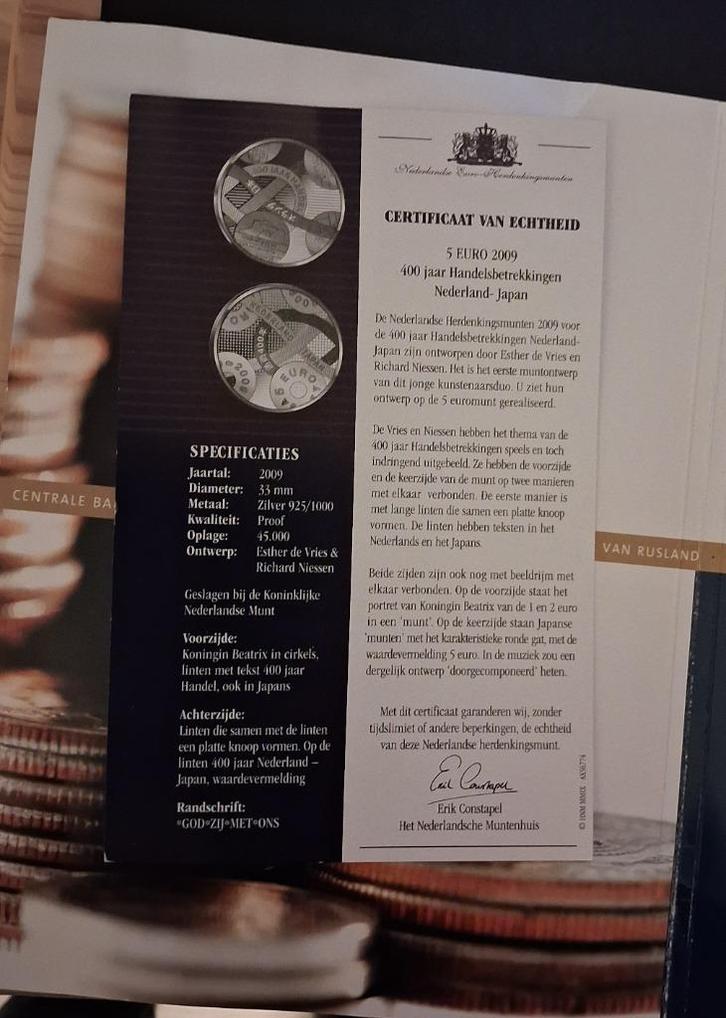 Nederlandse Euro-Herdenkingsmunten
CERTIFICAAT VAN ECHTHEID
5 EURO 2009
400 jaar Handelsbetrekkingen
Nederland- Japan
De Nederlandse Herdenkingsmunten 2009 voor
de 400 jaar Handelsbetrekkingen Nederland-
Japan zijn ontworpen door Esther de Vries en
Richard Niessen. Het is het eerste muntontwerp
van dit jonge kunstenaarsduo. U ziet hun
ontwerp op de 5 euromunt gerealiseerd.
De Vries en Niessen hebben het thema van de
400 jaar Handelsbetrekkingen speels en toch
indringend uitgebeeld. Ze hebben de voorzijde
en de keerzijde van de munt op twee manieren
met elkaar verbonden. De eerste manier is
met lange linten die samen een platte knoop
vormen. De linten hebben teksten in het
Nederlands en het Japans.
Beide zijden zijn ook nog met beeldrijm met
elkaar verbonden. Op de voorzijde staat het
portret van Koningin Beatrix van de 1 en 2 euro
in een 'munt'. Op de keerzijde staan Japanse
'munten' met het karakteristieke ronde gat, met de
waardevermelding 5 euro. In de muziek zou een
dergelijk ontwerp 'doorgecomponeerd' heten.
Met dit certificaat garanderen wij, zonder
tijdslimiet of andere beperkingen, de echtheid
van deze Nederlandse herdenkingsmunt.
Erik Constapel
Erik Constapel
Het Nederlandsche Muntenhuis
© HNM MMIX AX56774
SPECIFICATIES
Jaartal: 2009
Diameter: 33 mm
Metaal: Zilver 925/1000
Kwaliteit: Proof
Oplage: 45.000
Ontwerp: Esther de Vries &
Richard Niessen
Geslagen bij de Koninklijke
Nederlandse Munt
Voorzijde:
Koningin Beatrix in cirkels,
linten met tekst 400 jaar
Handel, ook in Japans
Achterzijde:
Linten die samen met de linten
een platte knoop vormen. Op de
linten 400 jaar Nederland –
Japan, waardevermelding
Randschrift:
*GOD*ZIJ*MET*ONS
NEDERLAND
JAPAN
2009
5 EURO
CENTRALE BA
VAN RUSLAND